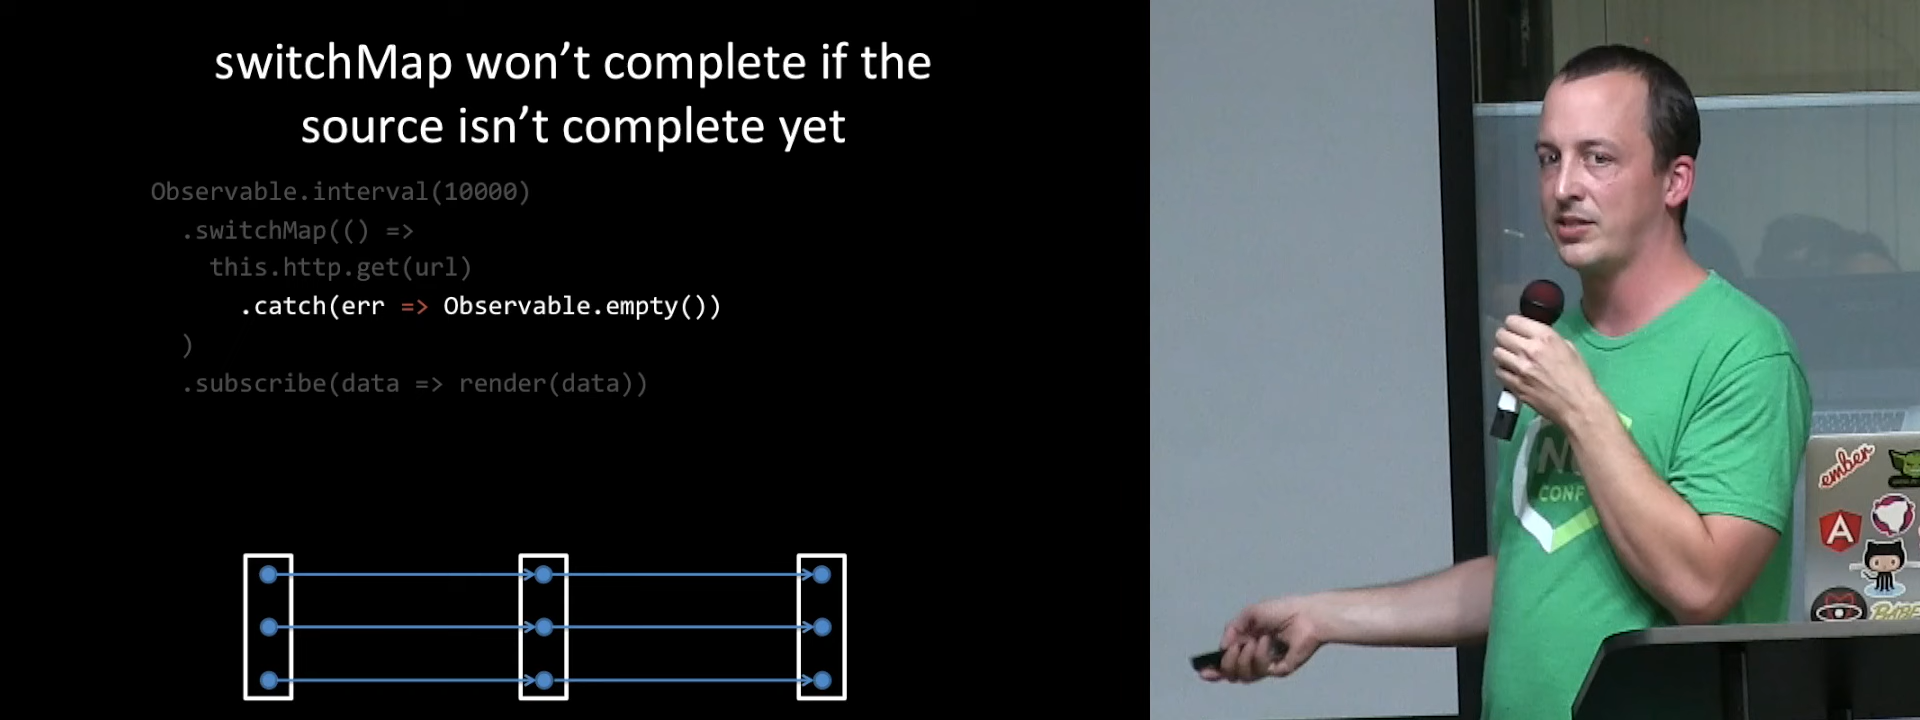 switchMap won’t complete if the
source isn’t complete yet
Observable.interval(10000)
.switchMap(() =>
this.http.get(url)
.catch(err => Observable.empty())
)
.subscribe(data => render(data))
CONF
ember